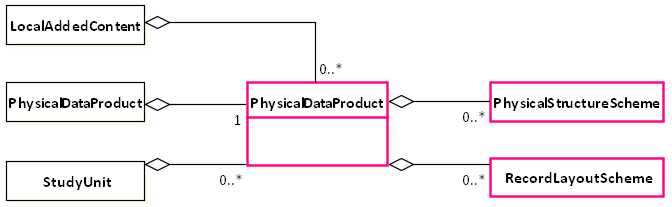 LocalAddedContent
0..*
PhysicalDataProduct
PhysicalDataProduct
PhysicalStructureScheme
1
0..*
StudyUnit
0..*
0..*
RecordLayoutScheme